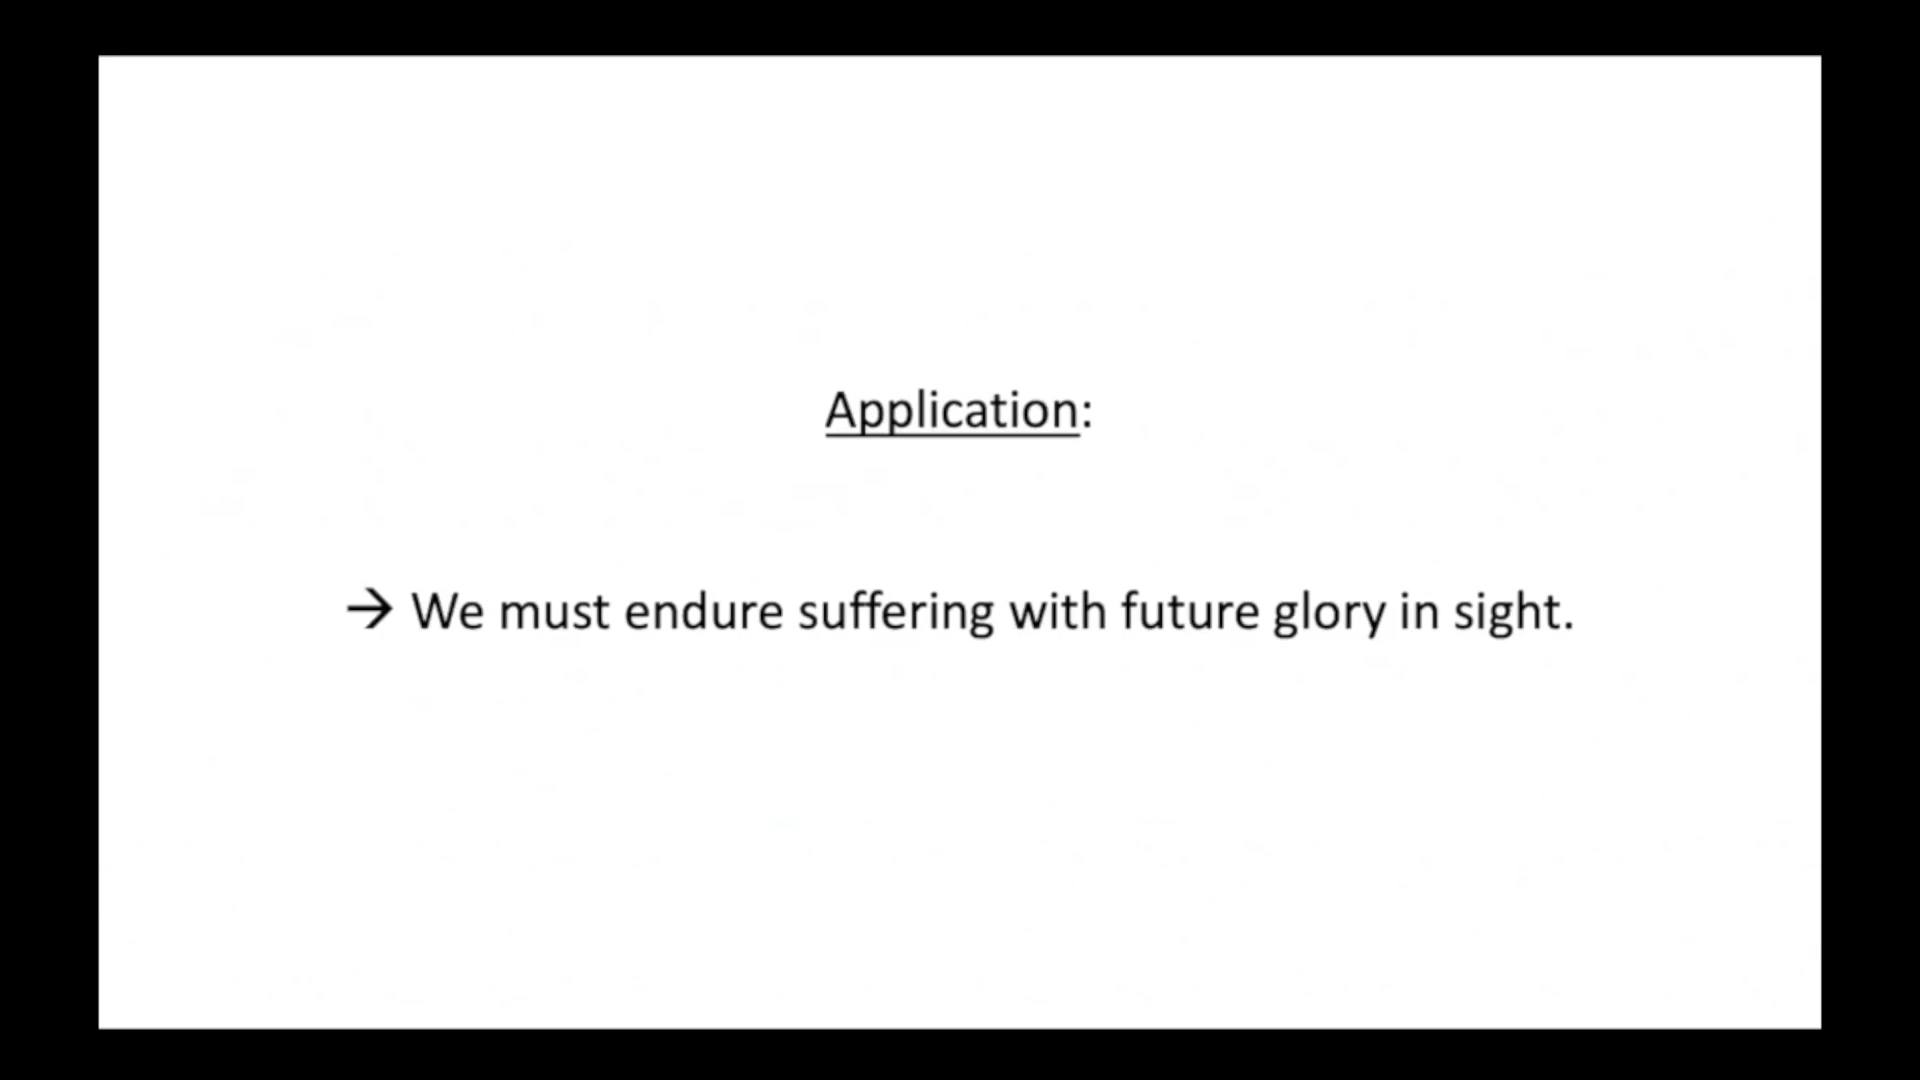 Application:
→ We must endure suffering with future glory in sight.